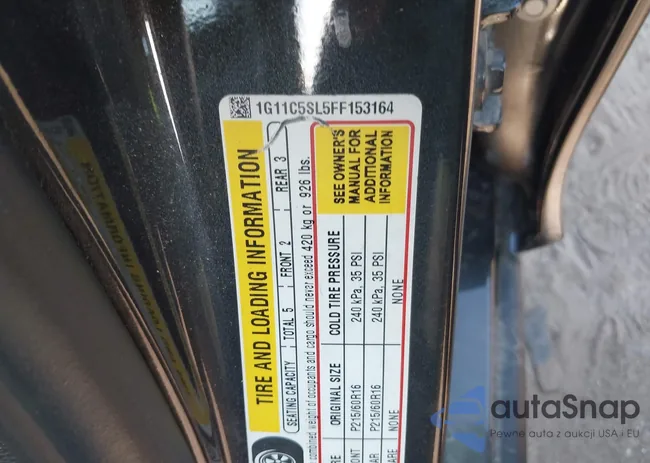 1G11C5SL5FF153164
TIRE AND LOADING INFORMATION
SEATING CAPACITY TOTAL 5 FRONT 2 REAR 3
combined weight of occupants and cargo should never exceed 420 kg or 926 lbs.
ORIGINAL SIZE COLD TIRE PRESSURE
SEE OWNER'S
MANUAL FOR
ADDITIONAL
INFORMATION
P215/60R16 240 kPa, 35 PSI
P215/60R16 240 kPa, 35 PSI
NONE NONE
autaSnap
Pewne auta z aukcji USA i EU